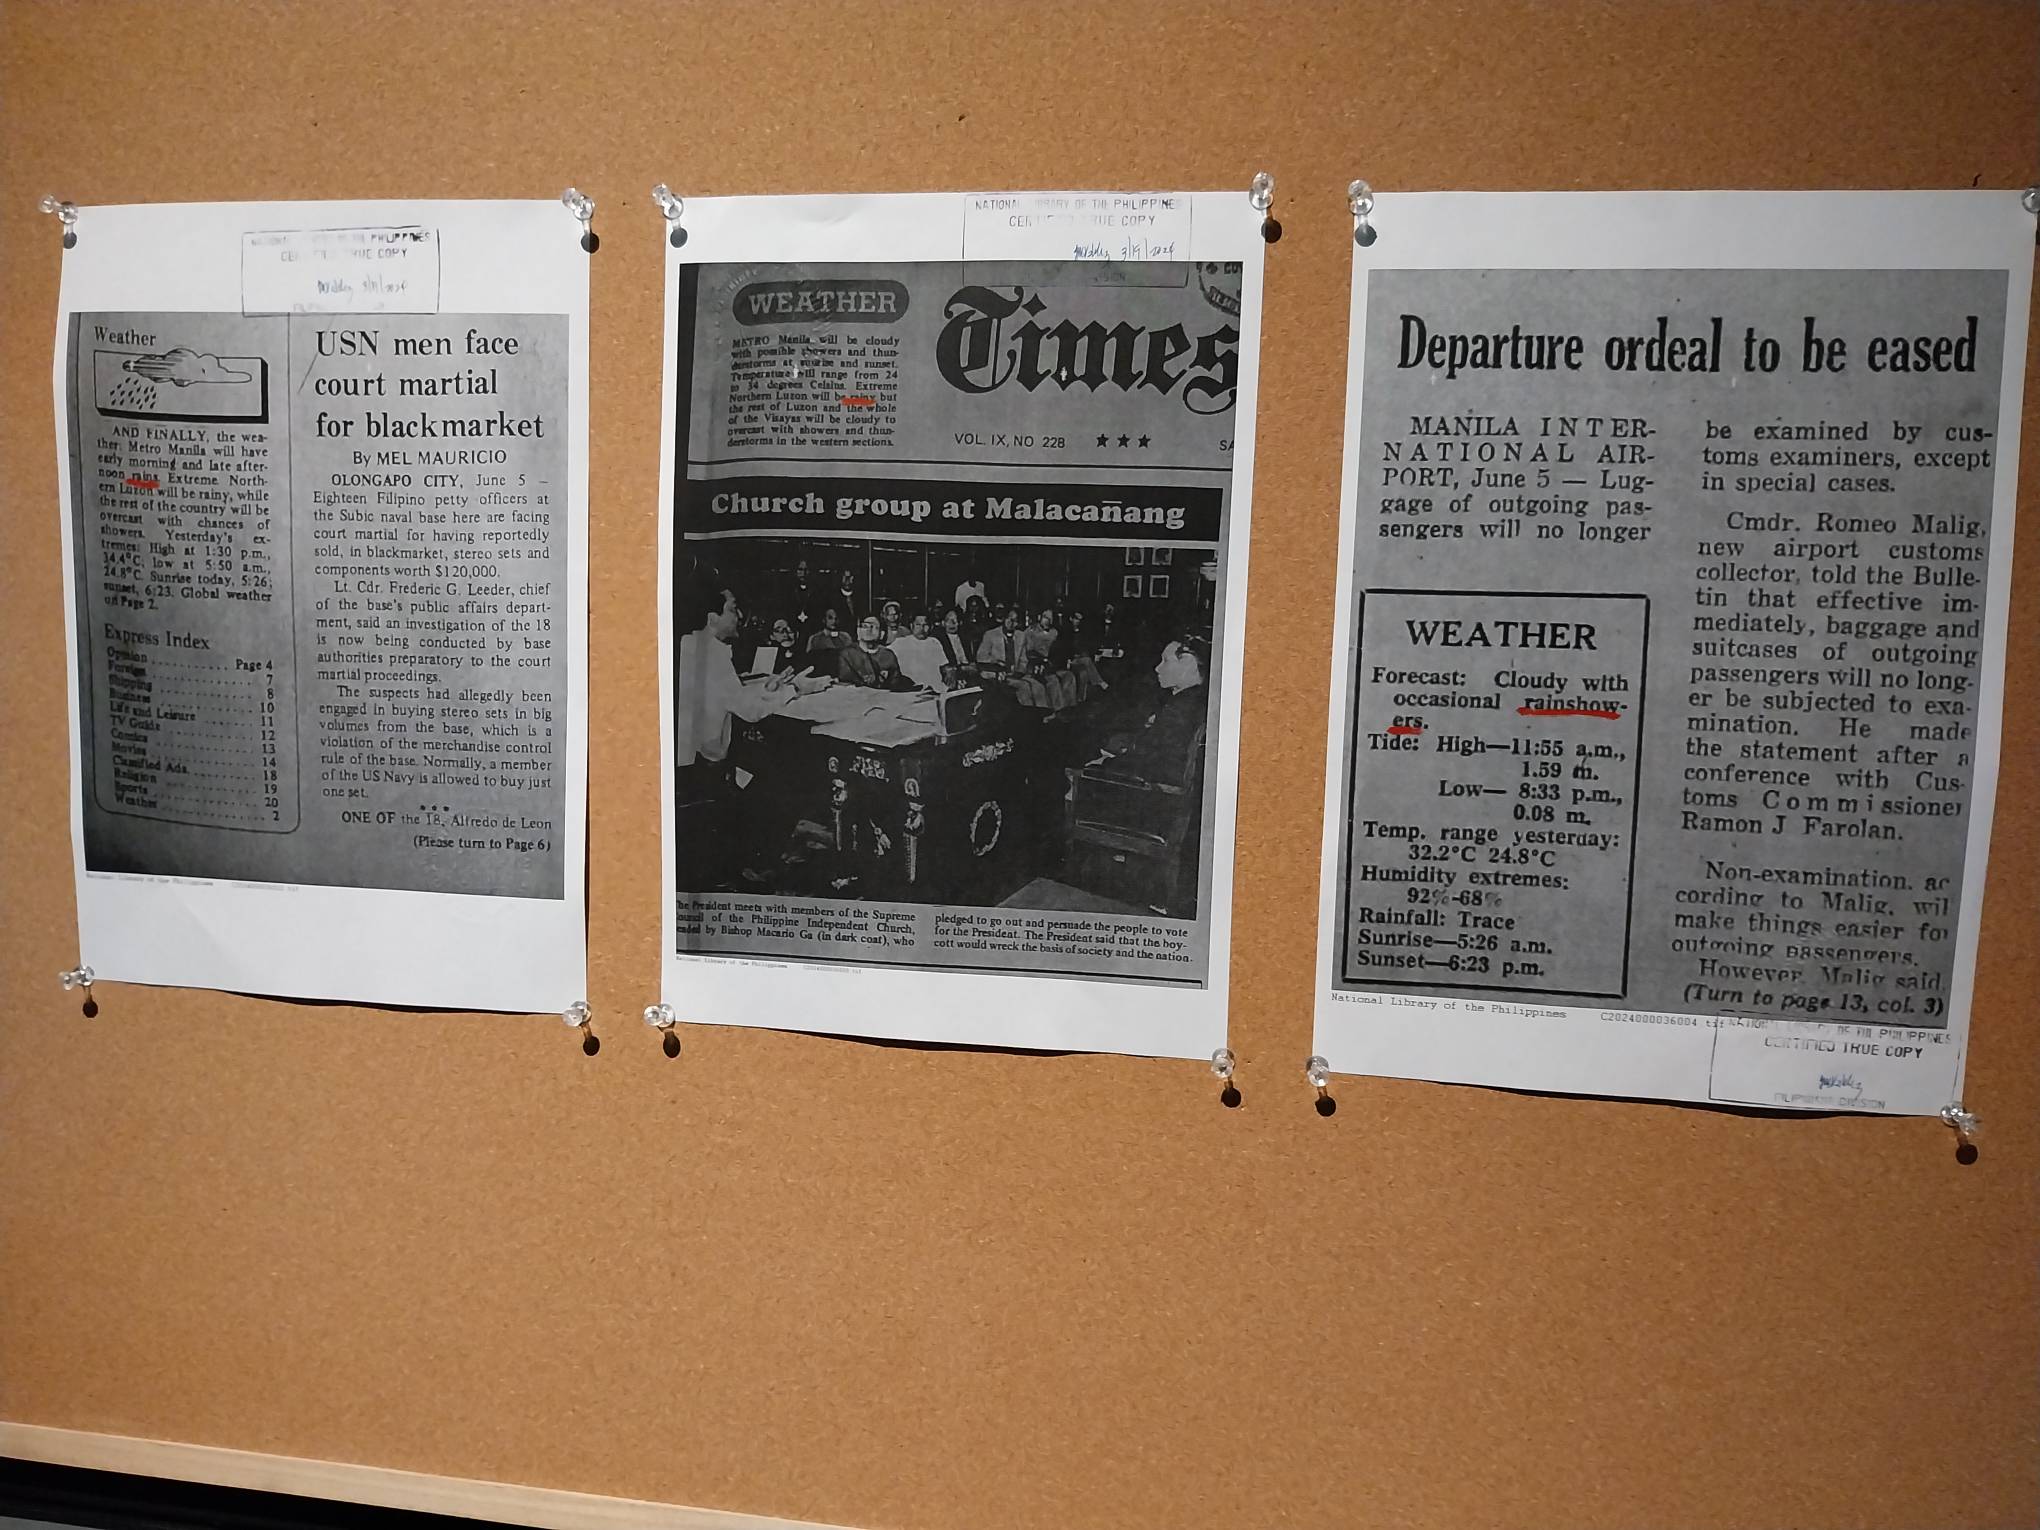 NATIONAL LIBRARY OF THE PHILIPPINES
CERTIFIED TRUE COPY
Weather
AND FINALLY, the wea-
ther: Metro Manila will have
early morning and late after-
noon rains. Extreme North-
ern Luzon will be rainy, while
the rest of the country will be
overcast with chances of
showers. Yesterday's ex-
tremes: High at 1:30 p.m.,
34.4°C, low at 5:50 a.m.,
24.8°C. Sunrise today, 5:26;
sunset, 6:23. Global weather
on Page 2.
Express Index
Opinion .......... Page 4
Foreign .......... 7
Shipping .......... 8
Business .......... 10
Life and Leisure .......... 11
TV Guide .......... 12
Comics .......... 13
Movies .......... 14
Classified Ads. .......... 18
Religion .......... 19
Sports .......... 20
Weather .......... 2
USN men face
court martial
for blackmarket
By MEL MAURICIO
OLONGAPO CITY, June 5 –
Eighteen Filipino petty officers at
the Subic naval base here are facing
court martial for having reportedly
sold, in blackmarket, stereo sets and
components worth $120,000.
Lt. Cdr. Frederic G. Leeder, chief
of the base's public affairs depart-
ment, said an investigation of the 18
is now being conducted by base
authorities preparatory to the court
martial proceedings.
The suspects had allegedly been
engaged in buying stereo sets in big
volumes from the base, which is a
violation of the merchandise control
rule of the base. Normally, a member
of the US Navy is allowed to buy just
one set.
• • •
ONE OF the 18, Alfredo de Leon
(Please turn to Page 6)
National Library of the Philippines
NATIONAL LIBRARY OF THE PHILIPPINES
CERTIFIED TRUE COPY
3/19/2024
WEATHER
METRO Manila will be cloudy
with possible showers and thun-
derstorms at sunrise and sunset.
Temperature will range from 24
to 34 degrees Celsius. Extreme
Northern Luzon will be rainy but
the rest of Luzon and the whole
of the Visayas will be cloudy to
overcast with showers and thun-
derstorms in the western sections.
Times
VOL. IX, NO 228 ★★★ SA
Church group at Malacañang
The President meets with members of the Supreme
Council of the Philippine Independent Church,
headed by Bishop Macario Ga (in dark coat), who
pledged to go out and persuade the people to vote
for the President. The President said that the boy-
cott would wreck the basis of society and the nation.
National Library of the Philippines
Departure ordeal to be eased
MANILA INTER-
NATIONAL AIR-
PORT, June 5 — Lug-
gage of outgoing pas-
sengers will no longer
WEATHER
Forecast: Cloudy with
occasional rainshow-
ers.
Tide: High—11:55 a.m.,
1.59 m.
Low— 8:33 p.m.,
0.08 m.
Temp. range yesterday:
32.2°C 24.8°C
Humidity extremes:
92%-68%
Rainfall: Trace
Sunrise—5:26 a.m.
Sunset—6:23 p.m.
be examined by cus-
toms examiners, except
in special cases.
Cmdr. Romeo Malig,
new airport customs
collector, told the Bulle-
tin that effective im-
mediately, baggage and
suitcases of outgoing
passengers will no long-
er be subjected to exa-
mination. He made
the statement after a
conference with Cus-
toms Commissioner
Ramon J Farolan.
Non-examination, ac
cording to Malig, wil
make things easier for
outgoing passengers.
However, Malig said,
(Turn to page 13, col. 3)
National Library of the Philippines C2024000036004 tif
NATIONAL LIBRARY OF THE PHILIPPINES
CERTIFIED TRUE COPY
FILIPINIANA DIVISION